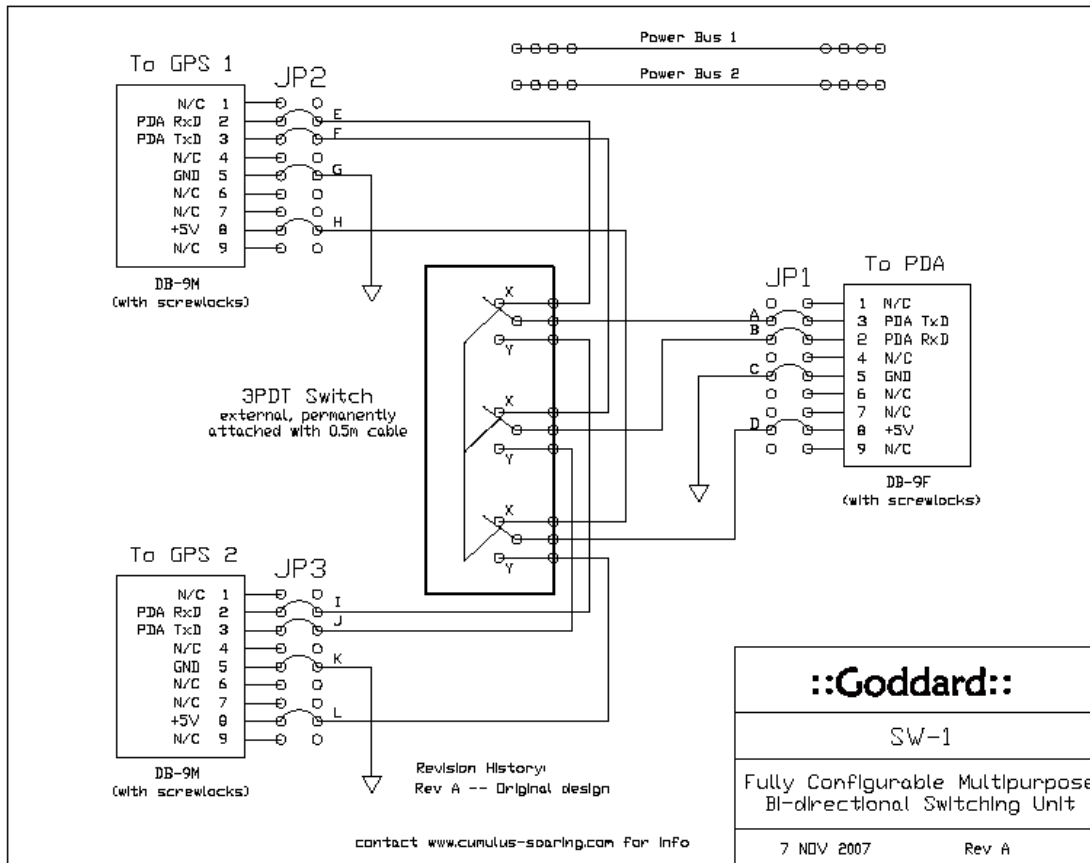 Power Bus 1
Power Bus 2
To GPS 1
JP2
N/C 1
PDA RxD 2
PDA TxD 3
N/C 4
GND 5
N/C 6
N/C 7
+5V 8
N/C 9
E
F
G
H
DB-9M
(with screwlocks)
To PDA
JP1
A
B
C
D
1 N/C
3 PDA TxD
2 PDA RxD
4 N/C
5 GND
6 N/C
7 N/C
8 +5V
9 N/C
DB-9F
(with screwlocks)
X
Y
X
Y
X
Y
3PDT Switch
external, permanently
attached with 0.5m cable
To GPS 2
JP3
N/C 1
PDA RxD 2
PDA TxD 3
N/C 4
GND 5
N/C 6
N/C 7
+5V 8
N/C 9
I
J
K
L
DB-9M
(with screwlocks)
Revision History:
Rev A -- Original design
contact www.cumulus-soaring.com for info
::Goddard::
SW-1
Fully Configurable Multipurpose
Bi-directional Switching Unit
7 NOV 2007 Rev A